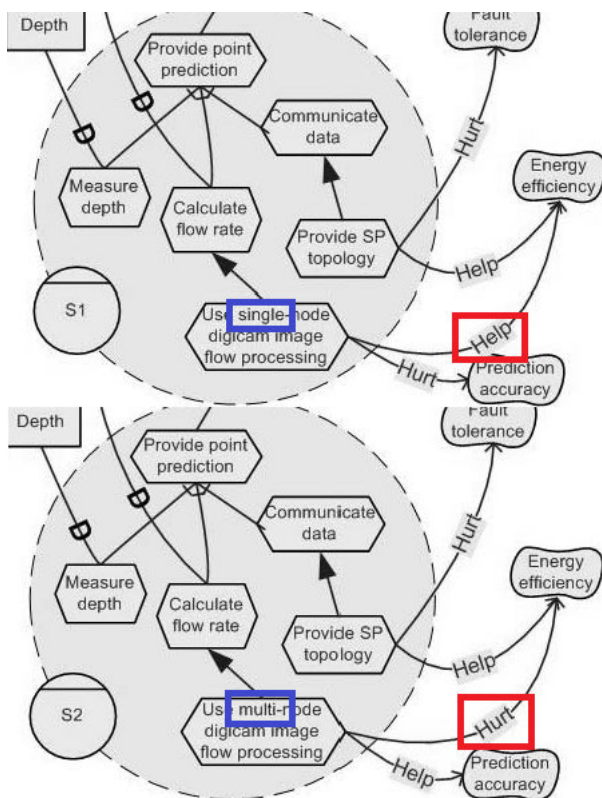 Depth
Fault
tolerance
Provide point
prediction
D
D
Communicate
data
Hurt
Energy
efficiency
Measure
depth
Calculate
flow rate
Provide SP
topology
Help
S1
Use single-node
digicam image
flow processing
Help
Hurt
Prediction
accuracy
Depth
Fault
tolerance
Provide point
prediction
D
D
Communicate
data
Hurt
Energy
efficiency
Measure
depth
Calculate
flow rate
Provide SP
topology
Help
S2
Use multi-node
digicam image
flow processing
Hurt
Help
Prediction
accuracy